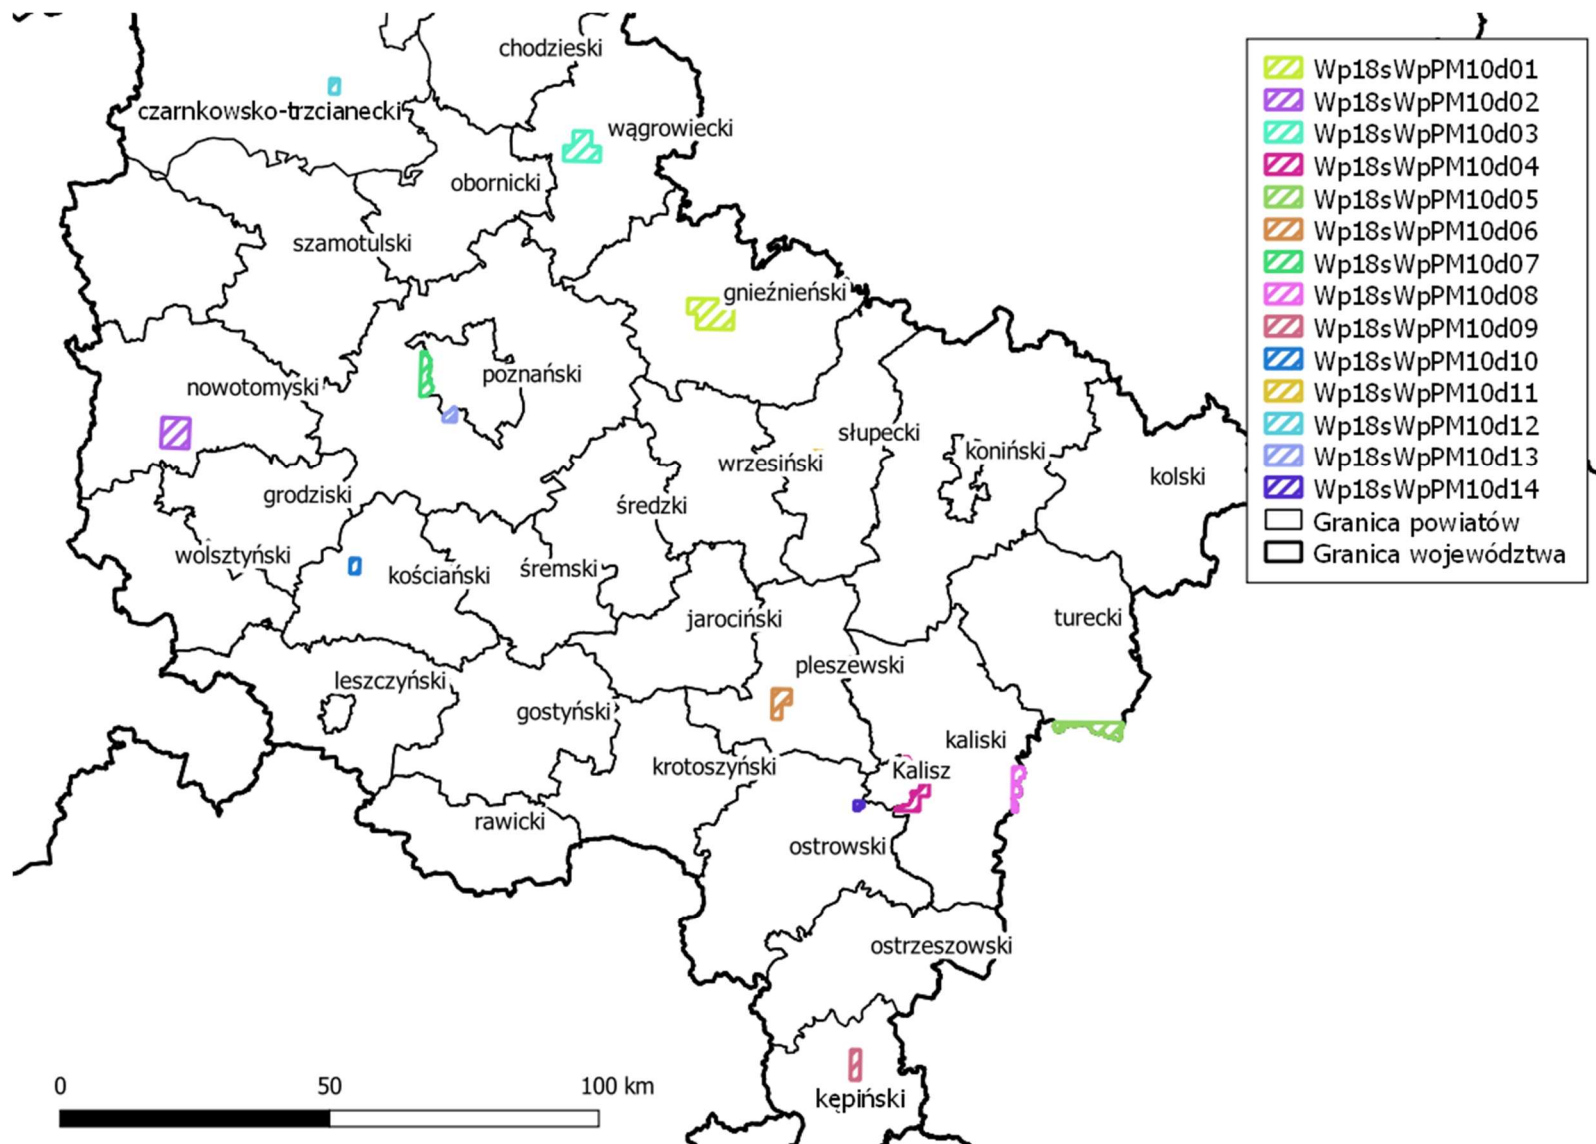 chodzieski
czarnkowsko-trzcianecki
wągrowiecki
obornicki
szamotulski
gnieźnieński
nowotomyski
poznański
słupecki
wrzesiński
koniński
kolski
grodziski
średzki
wolsztyński
kościański
śremski
jarociński
turecki
pleszewski
leszczyński
gostyński
kaliski
krotoszyński
Kalisz
rawicki
ostrowski
ostrzeszowski
kępiński
0 50 100 km
Wp18sWpPM10d01
Wp18sWpPM10d02
Wp18sWpPM10d03
Wp18sWpPM10d04
Wp18sWpPM10d05
Wp18sWpPM10d06
Wp18sWpPM10d07
Wp18sWpPM10d08
Wp18sWpPM10d09
Wp18sWpPM10d10
Wp18sWpPM10d11
Wp18sWpPM10d12
Wp18sWpPM10d13
Wp18sWpPM10d14
Granica powiatów
Granica województwa